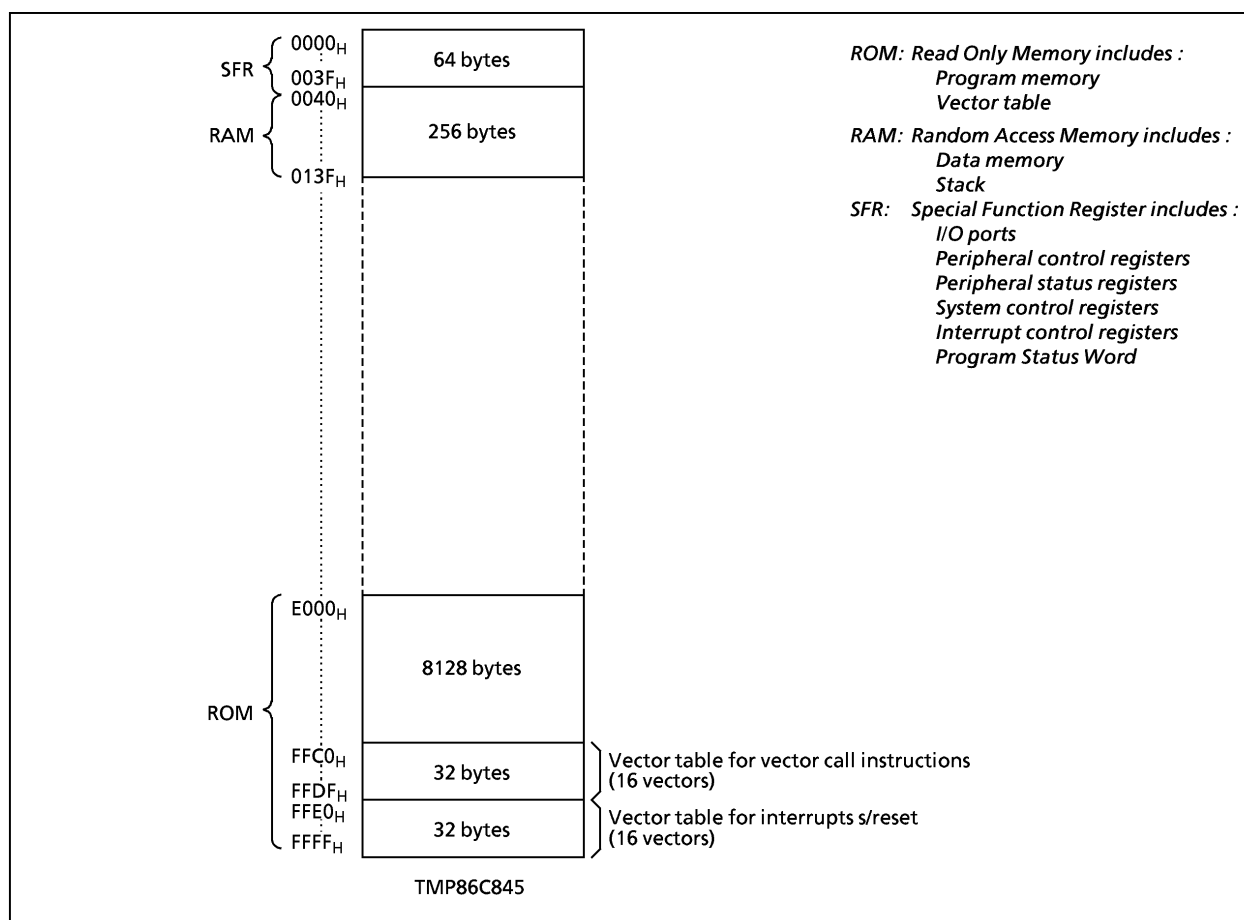 SFR
0000H
003FH
64 bytes
RAM
0040H
013FH
256 bytes
ROM: Read Only Memory includes :
Program memory
Vector table
RAM: Random Access Memory includes :
Data memory
Stack
SFR: Special Function Register includes :
I/O ports
Peripheral control registers
Peripheral status registers
System control registers
Interrupt control registers
Program Status Word
ROM
E000H
8128 bytes
FFC0H
FFDFH
32 bytes
Vector table for vector call instructions
(16 vectors)
FFE0H
FFFFH
32 bytes
Vector table for interrupts s/reset
(16 vectors)
TMP86C845